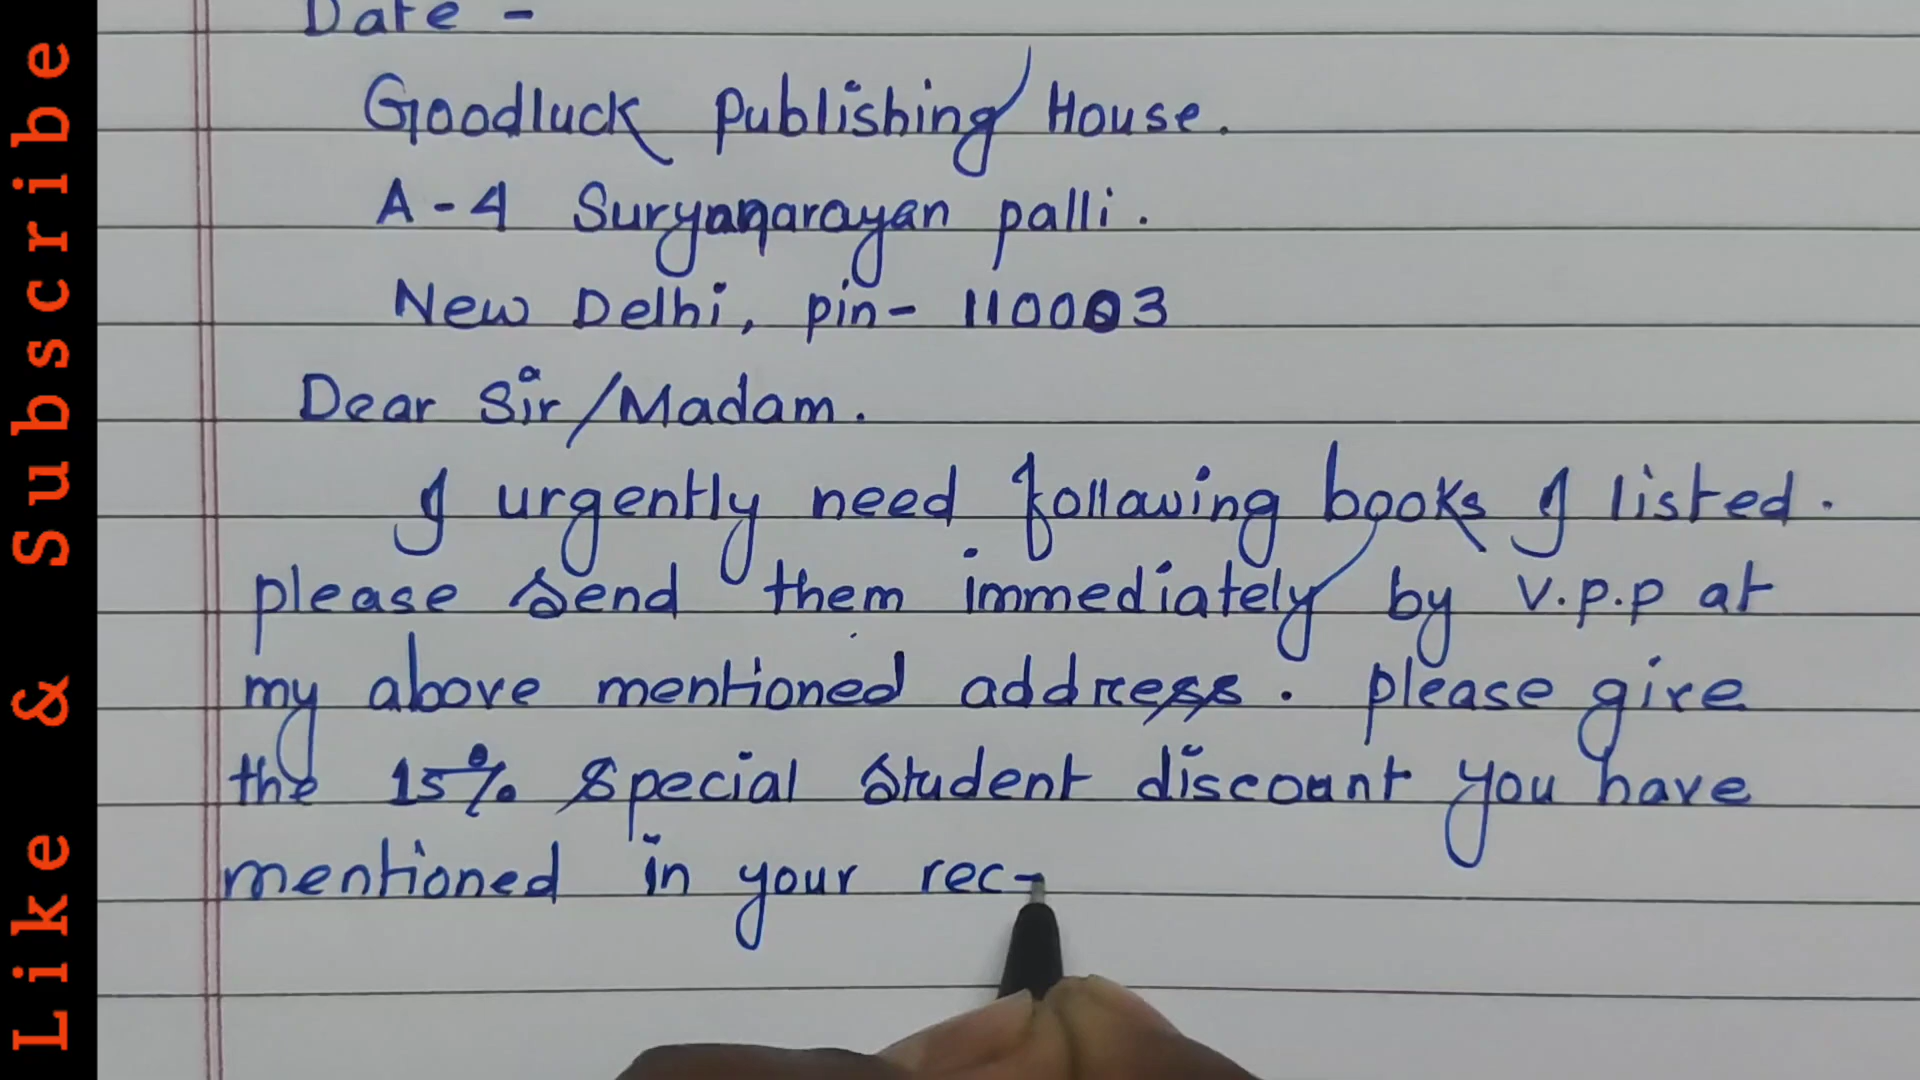 Like & Subscribe
Date -
Goodluck Publishing House.
A-4 Suryanarayan palli.
New Delhi, pin- 110003
Dear Sir/Madam.
I urgently need following books I listed.
please send them immediately by v.p.p at
my above mentioned address. please give
the 15% special student discount you have
mentioned in your rec-